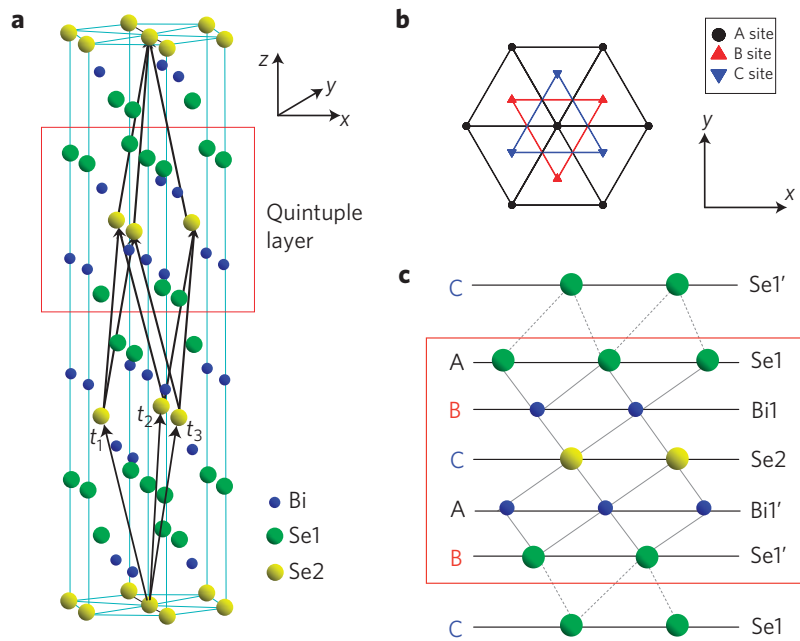 a
z
y
x
Quintuple
layer
t1
t2
t3
Bi
Se1
Se2
b
A site
B site
C site
y
x
c
C Se1′
A Se1
B Bi1
C Se2
A Bi1′
B Se1′
C Se1